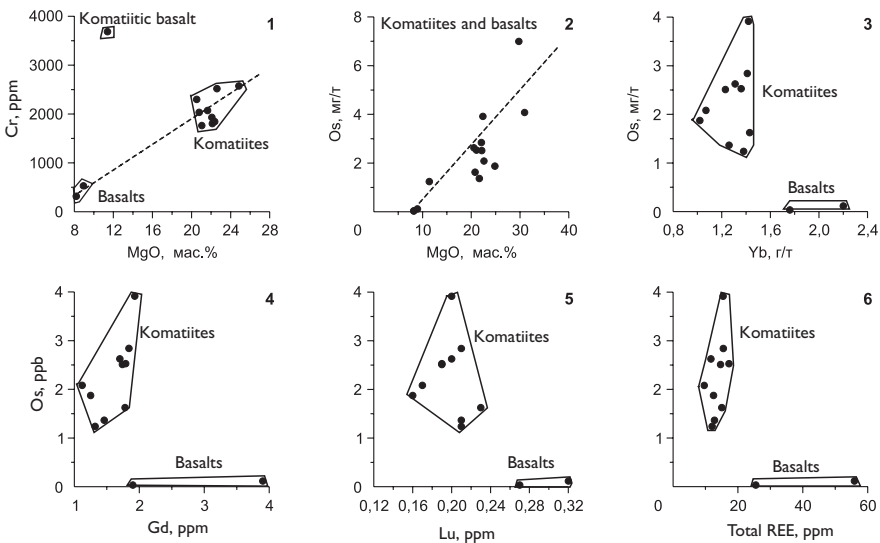 1
Komatiitic basalt
Cr, ppm
4000
3000
2000
1000
0
Komatiites
Basalts
8 12 16 20 24 28
MgO, мас.%
2
Komatiites and basalts
Os, мг/т
8
6
4
2
0
0 10 20 30 40
MgO, мас.%
3
Os, мг/т
4
3
2
1
0
Komatiites
Basalts
0,8 1,2 1,6 2,0 2,4
Yb, г/т
4
Os, ppb
4
3
2
1
0
Komatiites
Basalts
1 2 3 4
Gd, ppm
5
4
3
2
1
0
Komatiites
Basalts
0,12 0,16 0,20 0,24 0,28 0,32
Lu, ppm
6
4
3
2
1
0
Komatiites
Basalts
0 20 40 60
Total REE, ppm